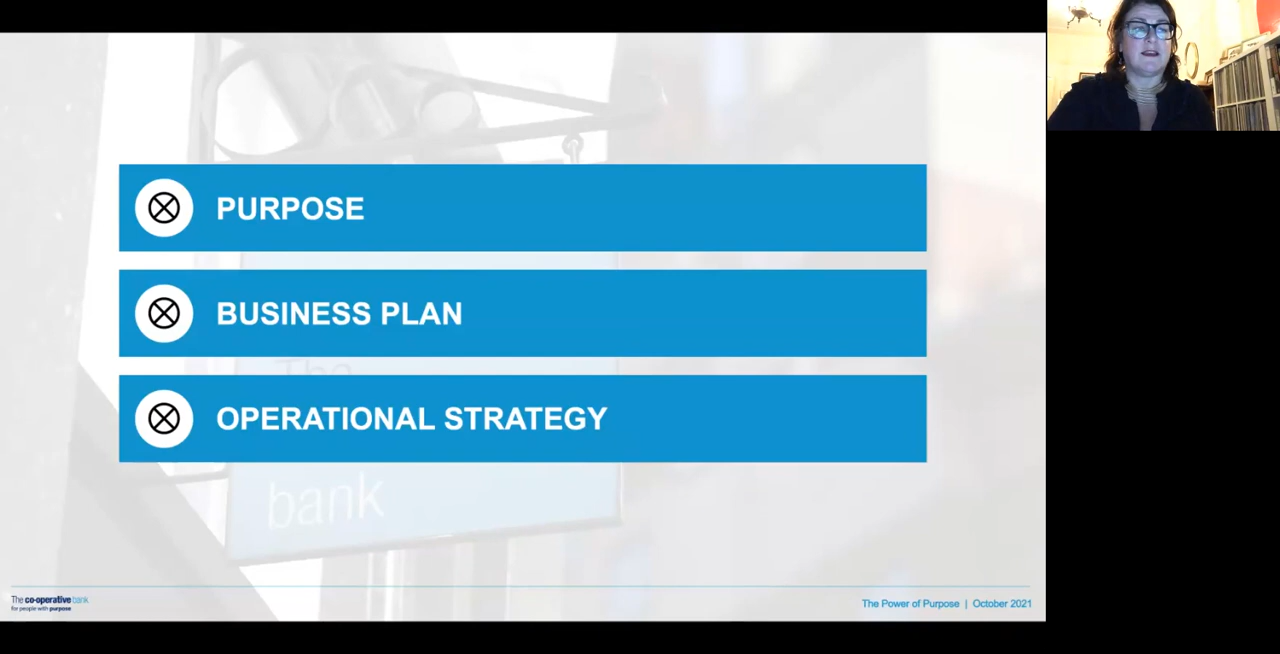 PURPOSE
BUSINESS PLAN
The
OPERATIONAL STRATEGY
bank
The co-operative bank
for people with purpose
The Power of Purpose | October 2021